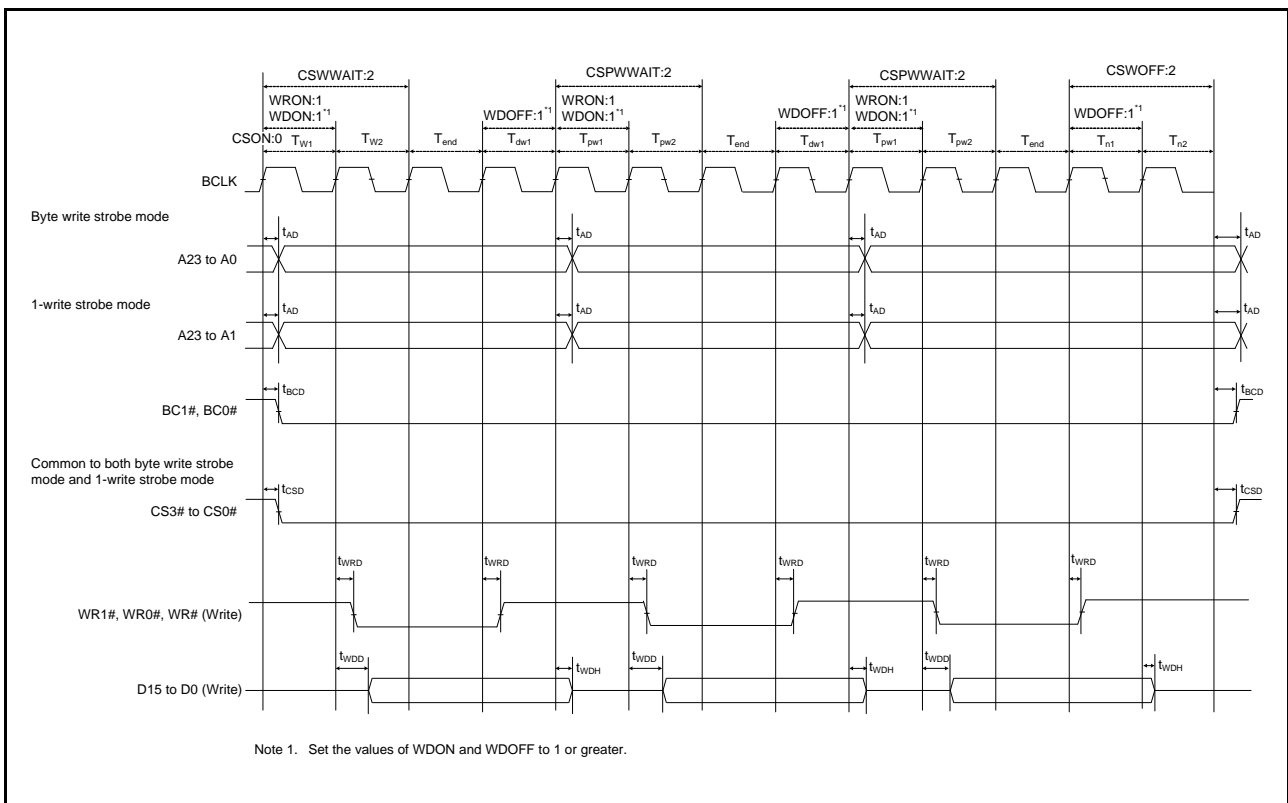 CSWWAIT:2 CSPWWAIT:2 CSPWWAIT:2 CSWOFF:2
WRON:1 WRON:1 WRON:1
WDON:1*1 WDOFF:1*1 WDON:1*1 WDOFF:1*1 WDON:1*1 WDOFF:1*1
CSON:0 TW1 TW2 Tend Tdw1 Tpw1 Tpw2 Tend Tdw1 Tpw1 Tpw2 Tend Tn1 Tn2
BCLK
Byte write strobe mode
tAD tAD tAD tAD
A23 to A0
1-write strobe mode
tAD tAD tAD tAD
A23 to A1
tBCD tBCD
BC1#, BC0#
Common to both byte write strobe
mode and 1-write strobe mode
tCSD tCSD
CS3# to CS0#
tWRD tWRD tWRD tWRD tWRD tWRD
WR1#, WR0#, WR# (Write)
tWDD tWDH tWDD tWDH tWDD tWDH
D15 to D0 (Write)
Note 1. Set the values of WDON and WDOFF to 1 or greater.